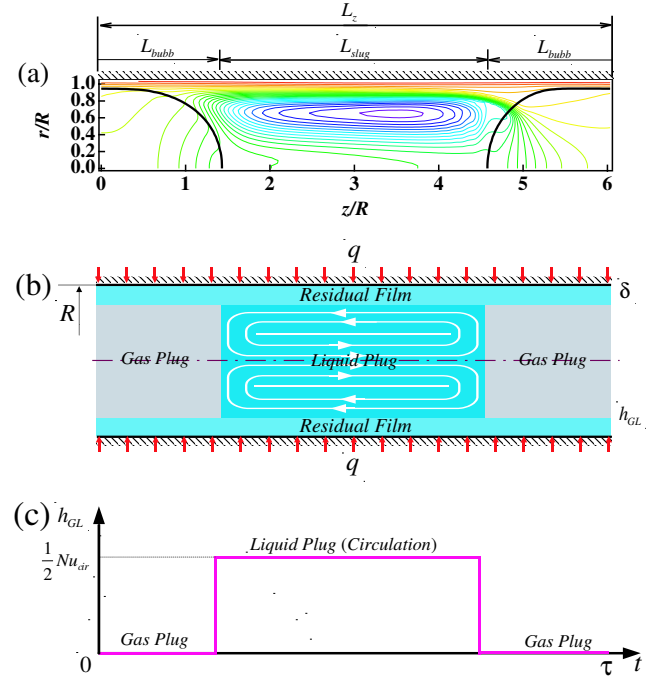 L_z
L_bubb L_slug L_bubb
(a)
r/R
1.0
0.8
0.6
0.4
0.2
0.0
0 1 2 3 4 5 6
z/R
q
(b)
Residual Film
δ
R
Gas Plug Liquid Plug Gas Plug
h_GL
Residual Film
q
(c)
h_GL
Liquid Plug (Circulation)
1/2 Nu_cir
Gas Plug Gas Plug
0 τ t